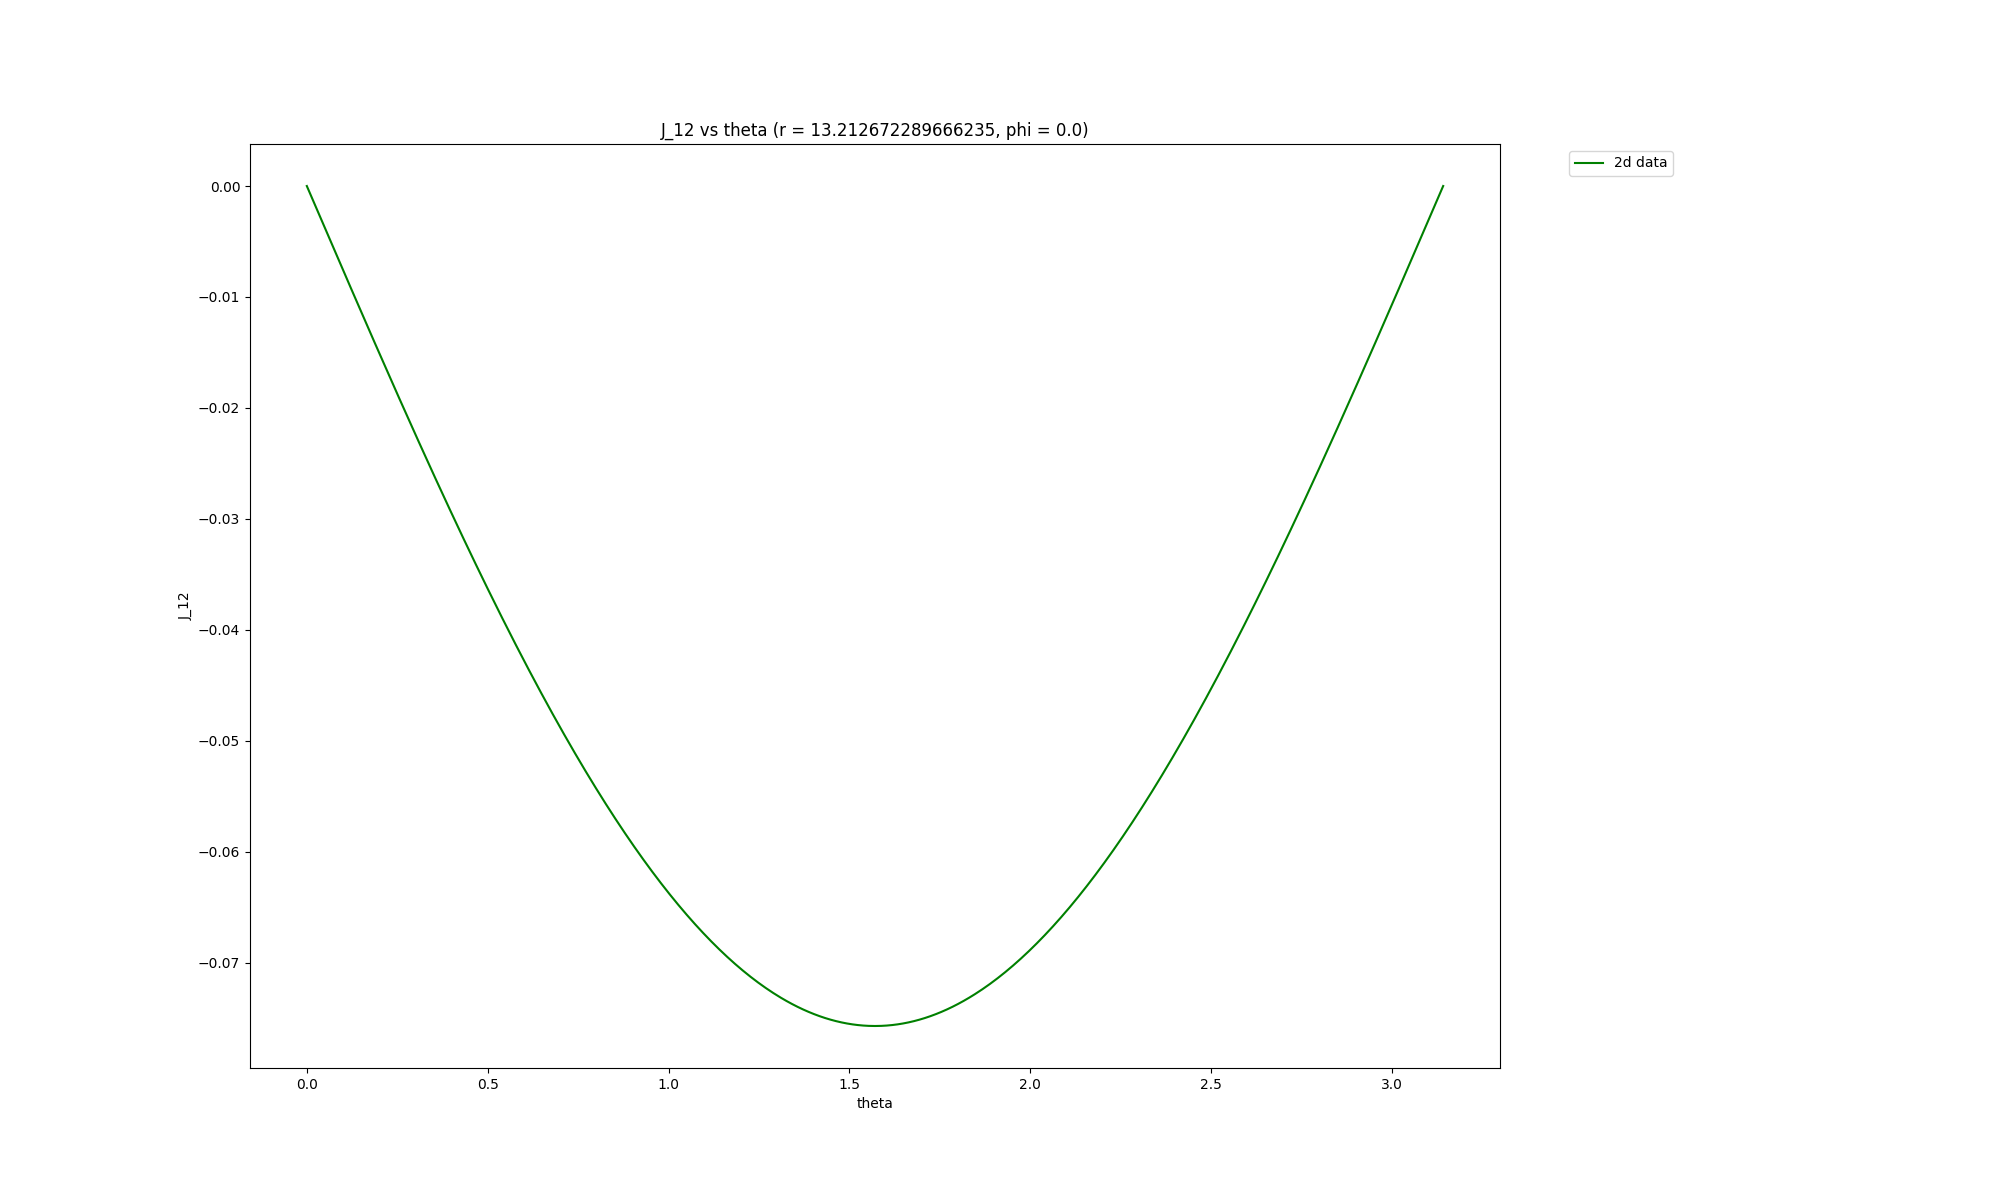 J_12 vs theta (r = 13.212672289666235, phi = 0.0)
2d data
0.00
−0.01
−0.02
−0.03
−0.04
−0.05
−0.06
−0.07
J_12
0.0 0.5 1.0 1.5 2.0 2.5 3.0
theta